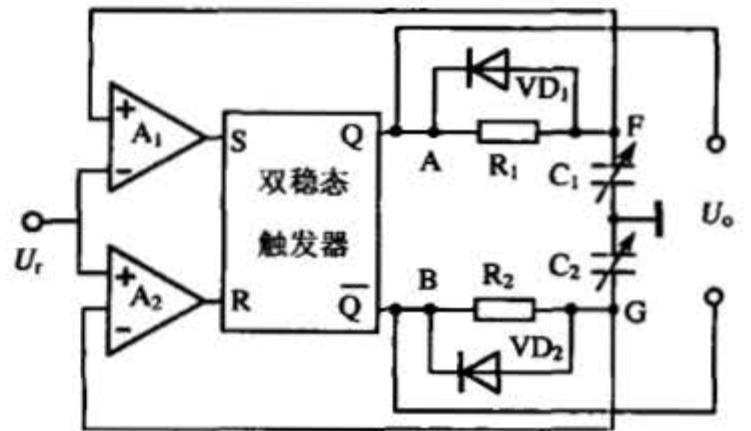 VD₁
+
A₁
−
S
Q
A
R₁
F
C₁
双稳态
触发器
Uᵣ
Uₒ
+
A₂
−
R
Q̅
B
R₂
C₂
G
VD₂